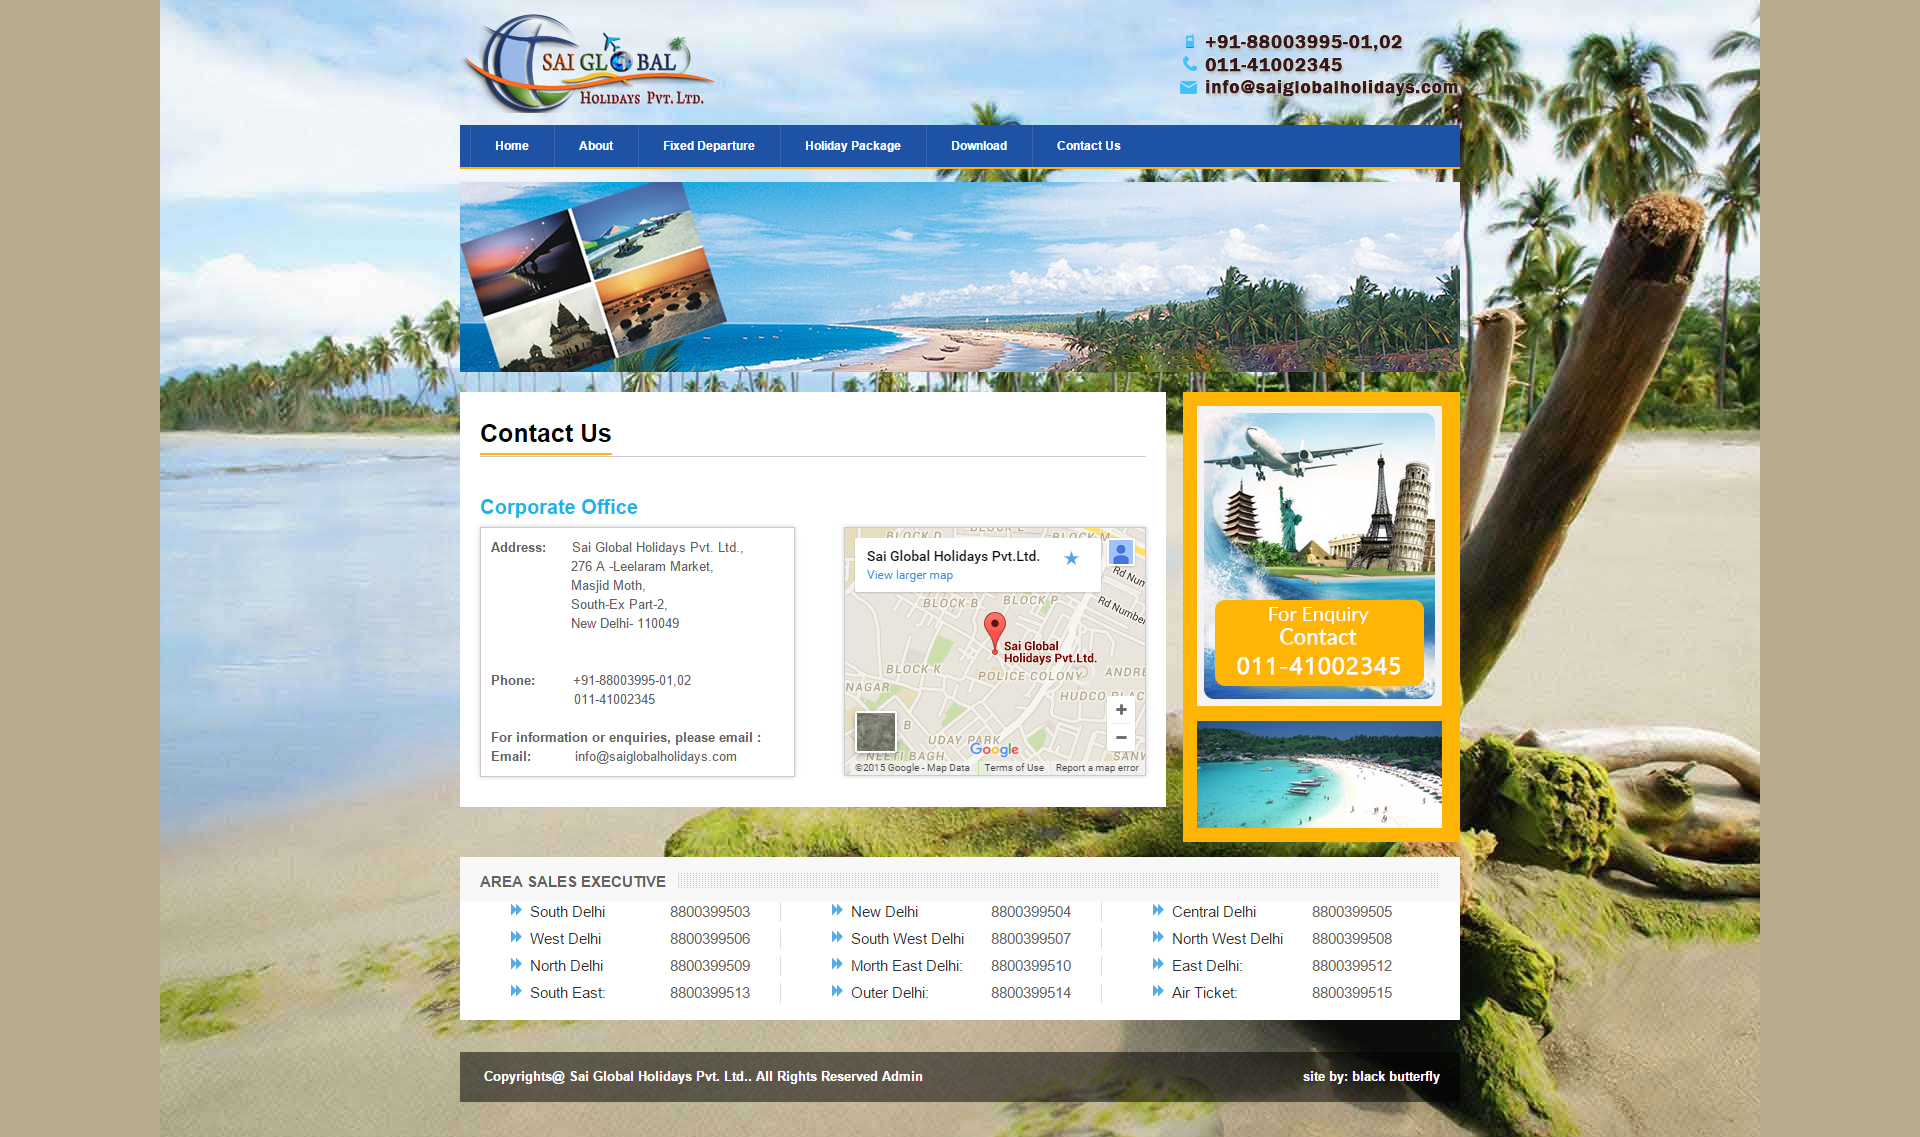 SAI GLOBAL
HOLIDAYS PVT. LTD.
+91-88003995-01,02
011-41002345
info@saiglobalholidays.com
Home About Fixed Departure Holiday Package Download Contact Us
Contact Us
Corporate Office
Address: Sai Global Holidays Pvt. Ltd.,
276 A -Leelaram Market,
Masjid Moth,
South-Ex Part-2,
New Delhi- 110049
Phone: +91-88003995-01,02
011-41002345
For information or enquiries, please email :
Email: info@saiglobalholidays.com
BLOCK D BLOCK E
BLOCK M
Sai Global Holidays Pvt.Ltd.
View larger map
Rd Num
BLOCK B BLOCK P
Rd Number
Sai Global
Holidays Pvt.Ltd.
BLOCK K
POLICE COLONY
ANDRE
NAGAR
HUDCO PLAC
B
UDAY PARK
Google
NEETI BAGH
SANW
©2015 Google - Map Data Terms of Use Report a map error
For Enquiry
Contact
011-41002345
AREA SALES EXECUTIVE
South Delhi 8800399503 New Delhi 8800399504 Central Delhi 8800399505
West Delhi 8800399506 South West Delhi 8800399507 North West Delhi 8800399508
North Delhi 8800399509 Morth East Delhi: 8800399510 East Delhi: 8800399512
South East: 8800399513 Outer Delhi: 8800399514 Air Ticket: 8800399515
Copyrights@ Sai Global Holidays Pvt. Ltd.. All Rights Reserved Admin
site by: black butterfly